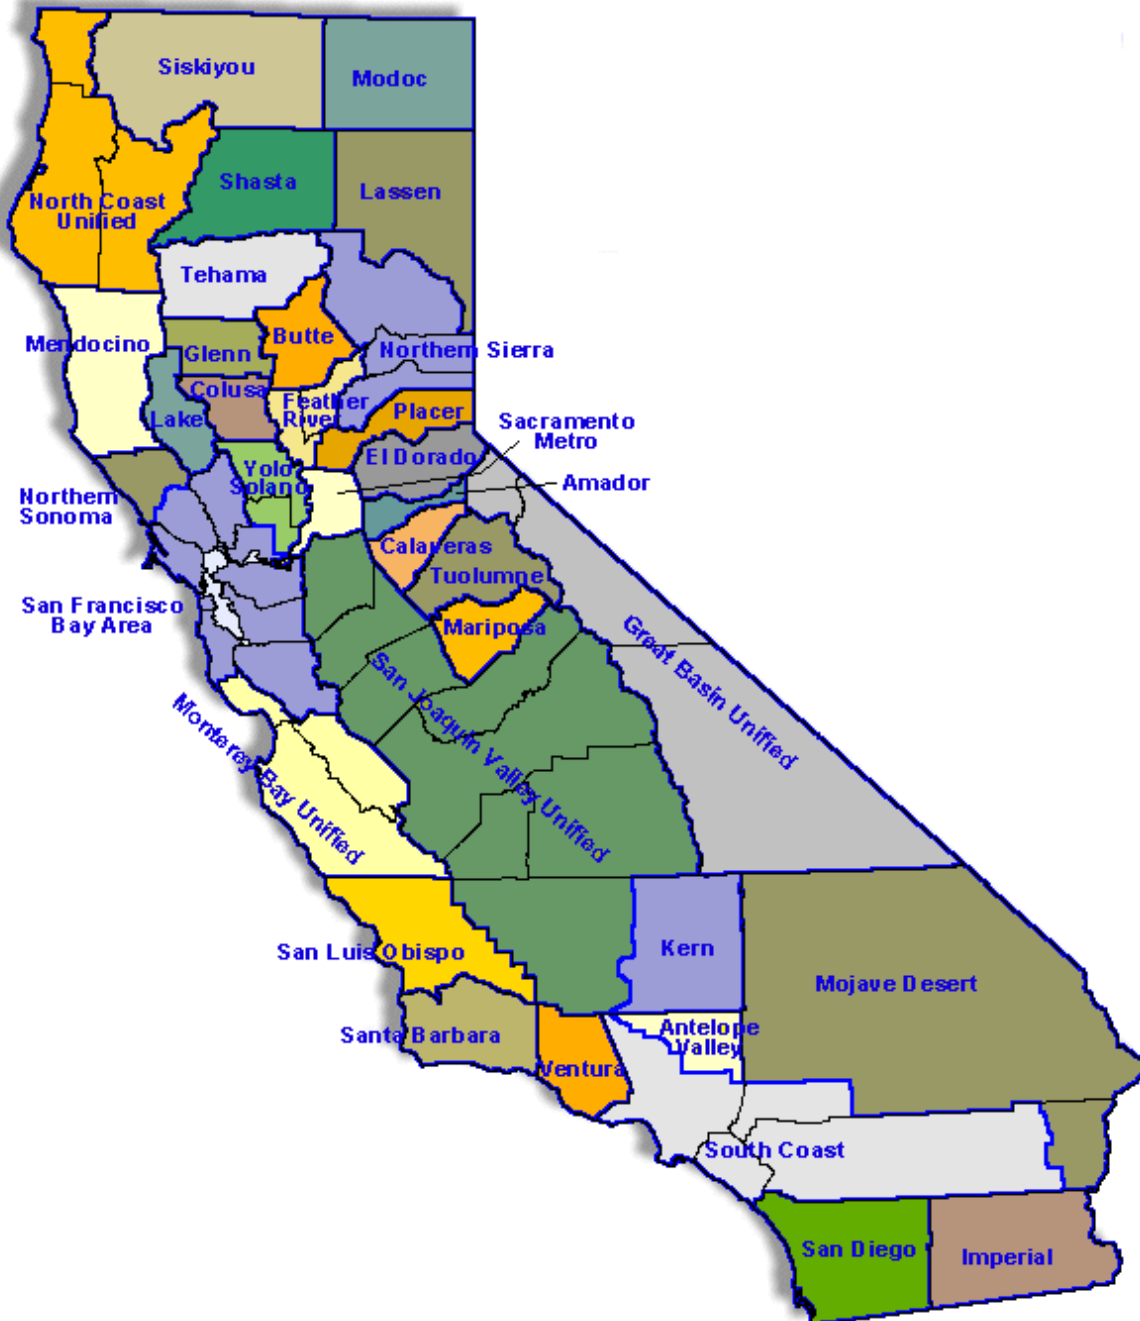 Siskiyou
Modoc
Shasta
Lassen
North Coast
Unified
Tehama
Mendocino
Glenn
Butte
Northern Sierra
Colusa
Lake
Feather
River
Placer
Sacramento
Metro
El Dorado
Yolo
Solano
Amador
Northern
Sonoma
Calaveras
Tuolumne
San Francisco
Bay Area
Mariposa
Great Basin Unified
San Joaquin Valley Unified
Monterey Bay Unified
Kern
San Luis Obispo
Mojave Desert
Santa Barbara
Antelope
Valley
Ventura
South Coast
San Diego
Imperial